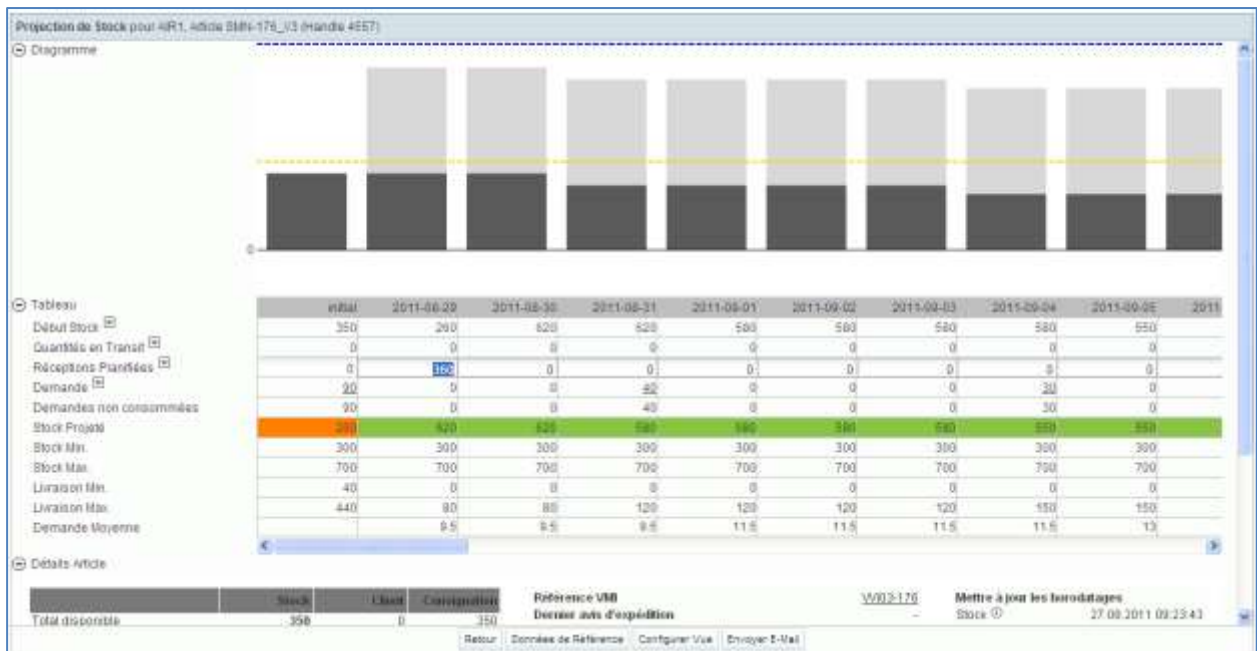 Projection de Stock pour AIR1, Article BMN-176_V3 (Handle 4557)
Diagramme
0
Tableau initial 2011-08-29 2011-08-30 2011-08-31 2011-09-01 2011-09-02 2011-09-03 2011-09-04 2011-09-05 2011
Début Stock 350 260 620 620 580 580 580 580 550
Quantités en Transit 0 0 0 0 0 0 0 0 0
Réceptions Planifiées 0 360 0 0 0 0 0 0 0
Demande 90 0 0 40 0 0 0 30 0
Demandes non consommées 90 0 0 40 0 0 0 30 0
Stock Projeté 260 620 620 580 580 580 580 550 550
Stock Min. 300 300 300 300 300 300 300 300 300
Stock Max. 700 700 700 700 700 700 700 700 700
Livraison Min. 40 0 0 0 0 0 0 0 0
Livraison Max. 440 80 80 120 120 120 120 150 150
Demande Moyenne 9.5 9.5 9.5 11.5 11.5 11.5 11.5 13
Détails Article
Stock Client Consignation
Total disponible 350 0 350
Référence VMI VV03-176
Dernier avis d'expédition –
Mettre à jour les horodatages
Stock 27.08.2011 09:23:43
Retour Données de Référence Configurer Vue Envoyer E-Mail